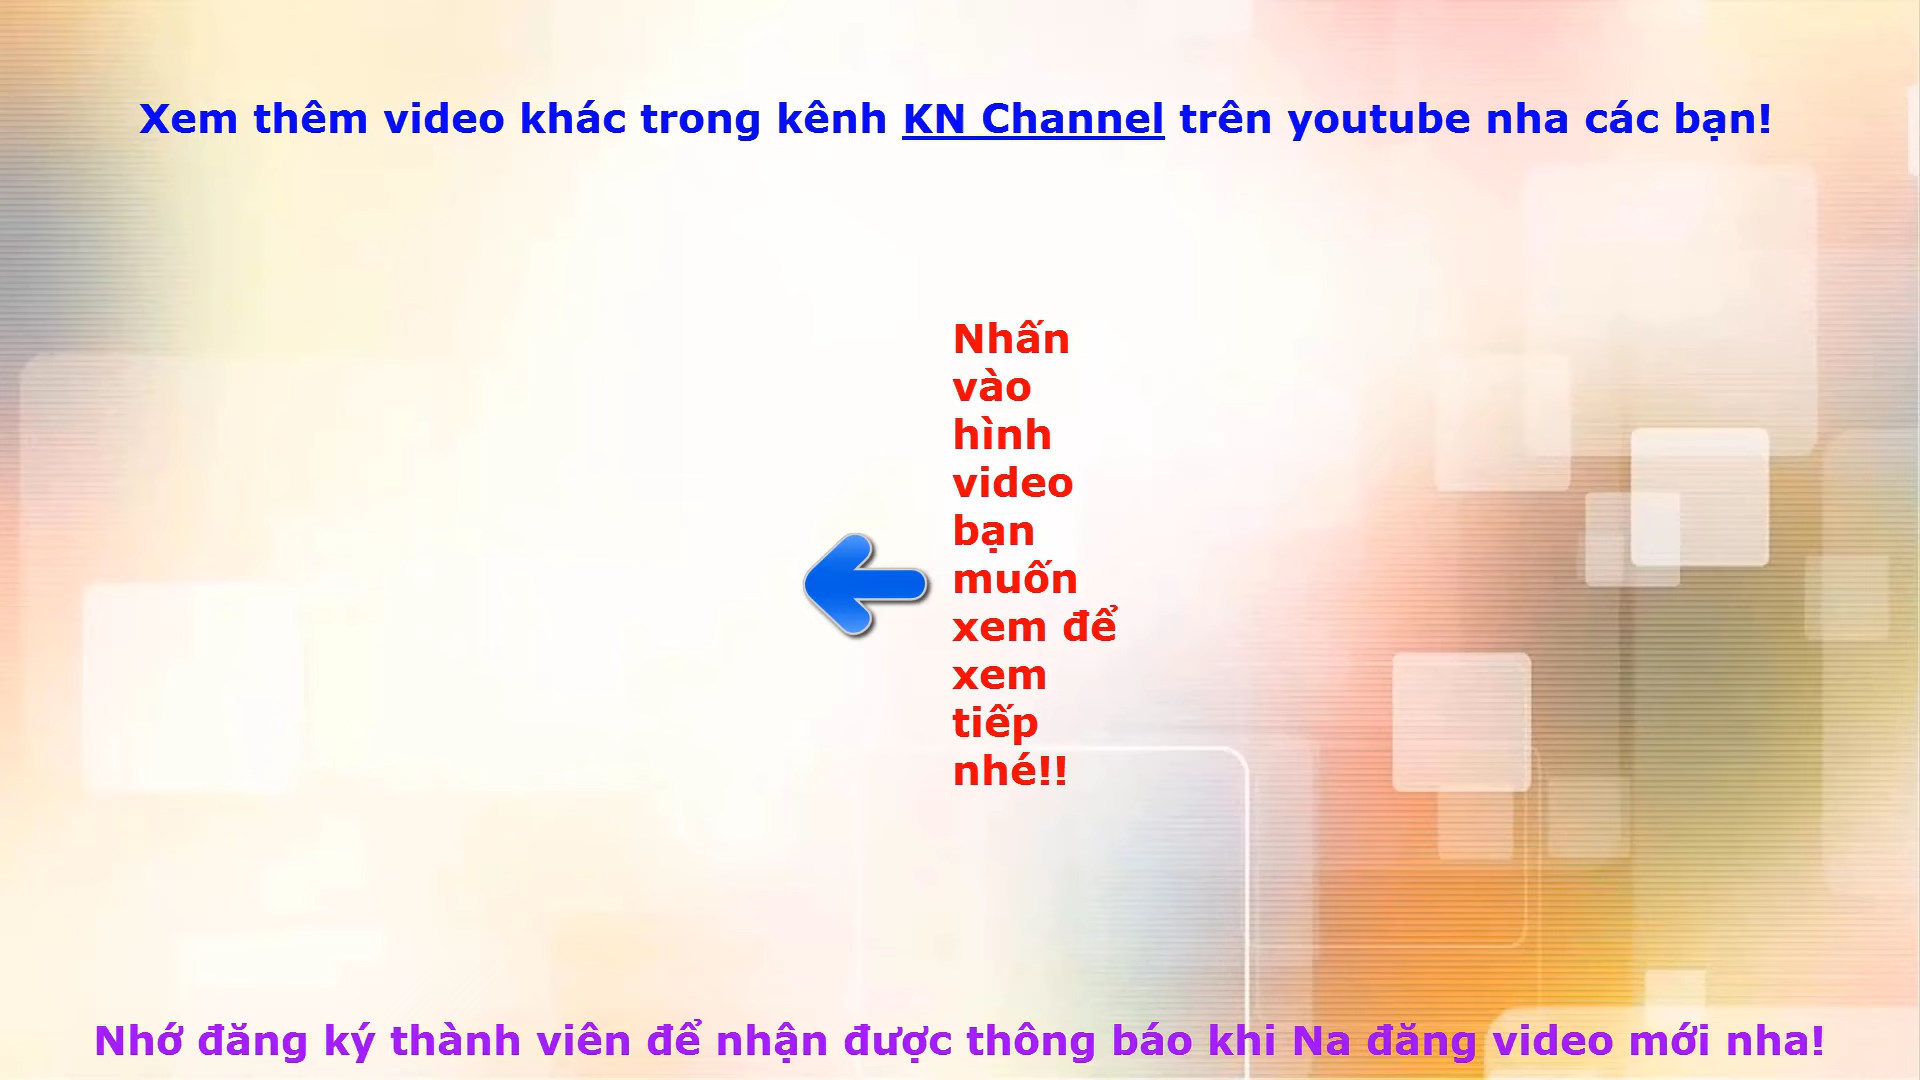 Xem thêm video khác trong kênh KN Channel trên youtube nha các bạn!
Nhấn
vào
hình
video
bạn
muốn
xem để
xem
tiếp
nhé!!
Nhớ đăng ký thành viên để nhận được thông báo khi Na đăng video mới nha!